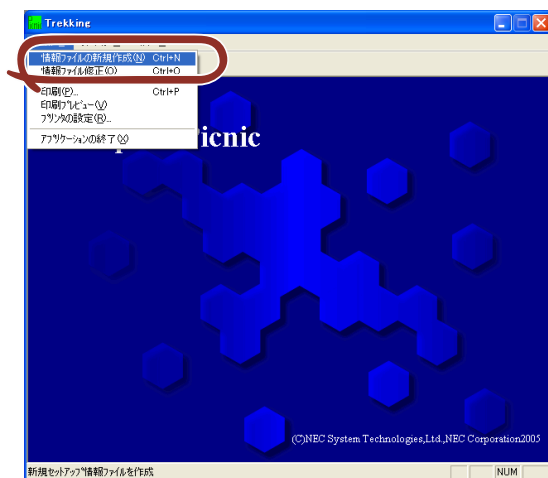 Trekking
情報ファイルの新規作成(N) Ctrl+N
情報ファイル修正(O) Ctrl+O
印刷(P)... Ctrl+P
印刷プレビュー(V)
プリンタの設定(R)...
アプリケーションの終了(X)
icnic
(C)NEC System Technologies,Ltd.,NEC Corporation2005
新規セットアップ情報ファイルを作成
NUM